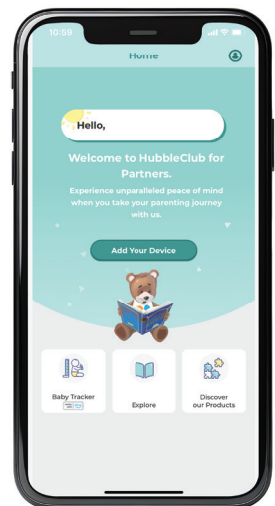 10:59
Home
Hello,
Welcome to HubbleClub for
Partners.
Experience unparalleled peace of mind
when you take your parenting journey
with us.
Add Your Device
Baby Tracker
Explore
Discover
our Products